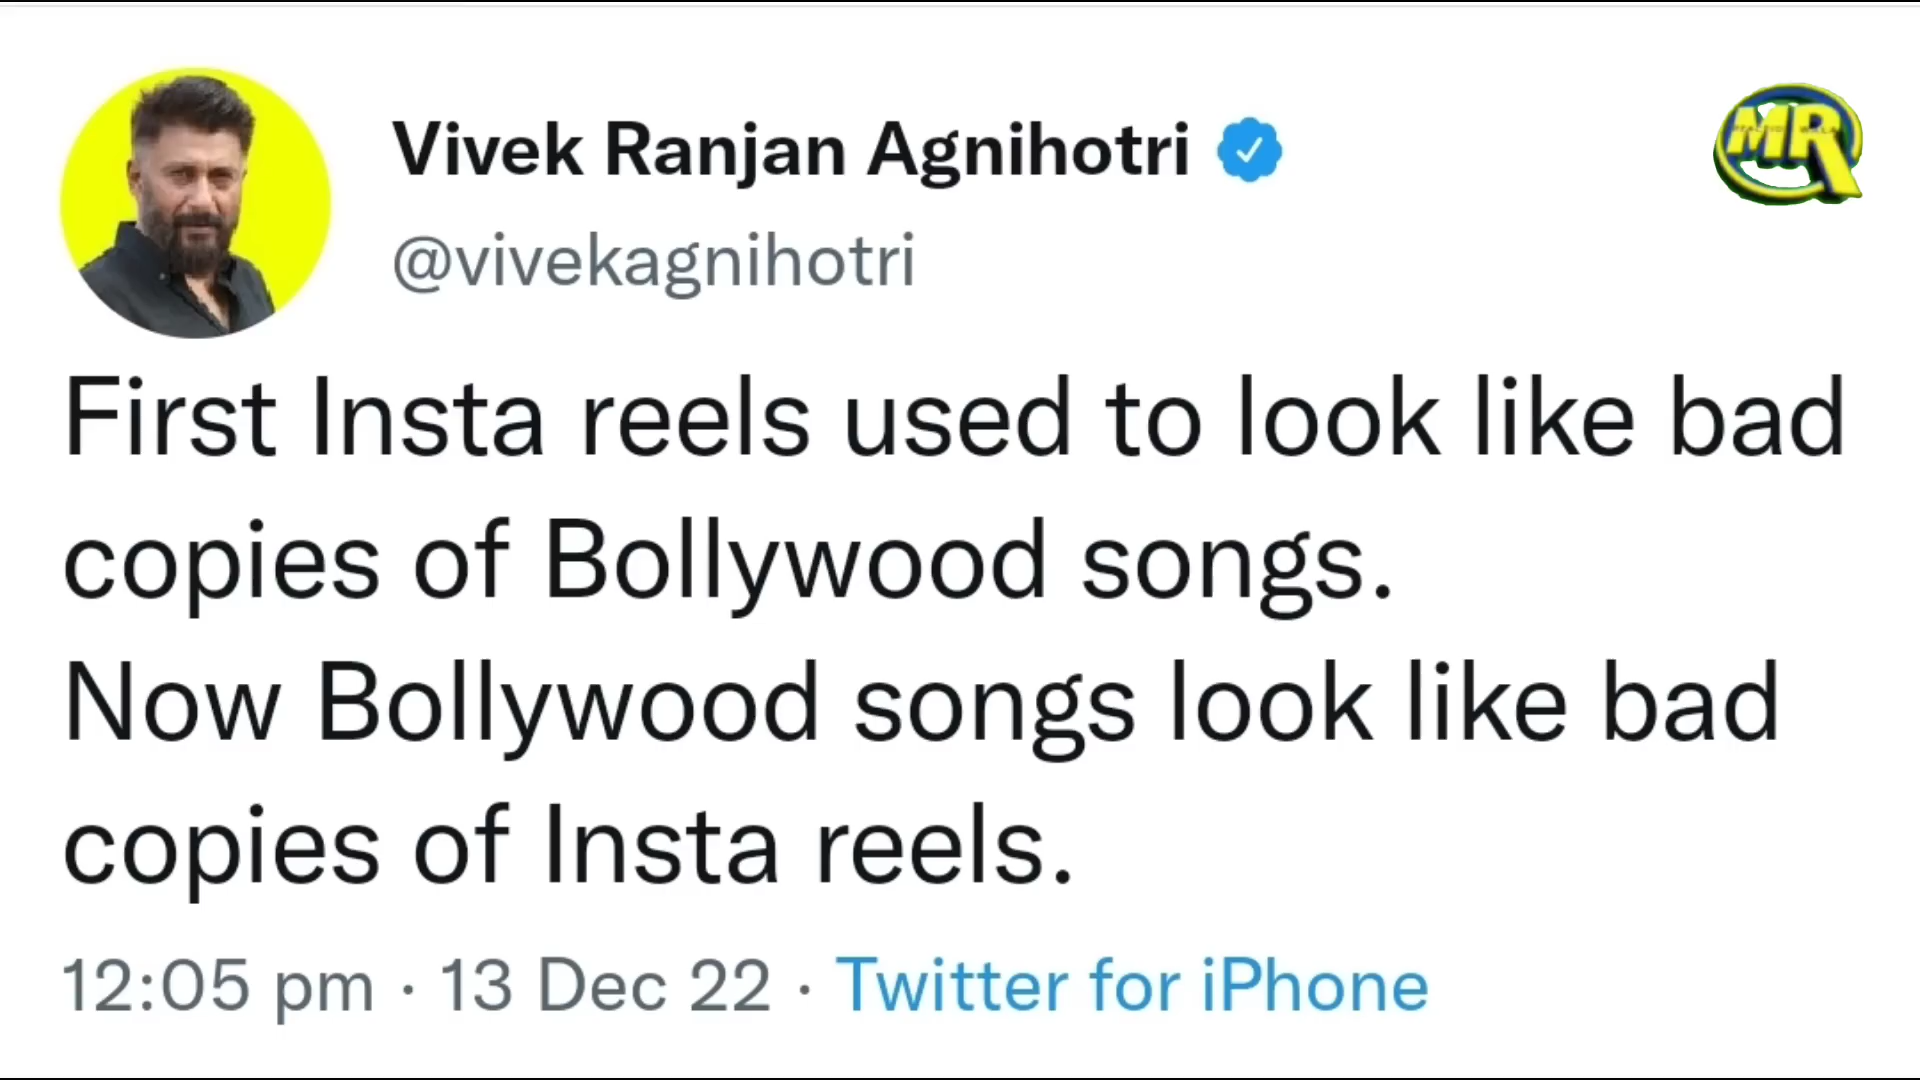 Vivek Ranjan Agnihotri
MR
@vivekagnihotri
First Insta reels used to look like bad
copies of Bollywood songs.
Now Bollywood songs look like bad
copies of Insta reels.
12:05 pm · 13 Dec 22 · Twitter for iPhone